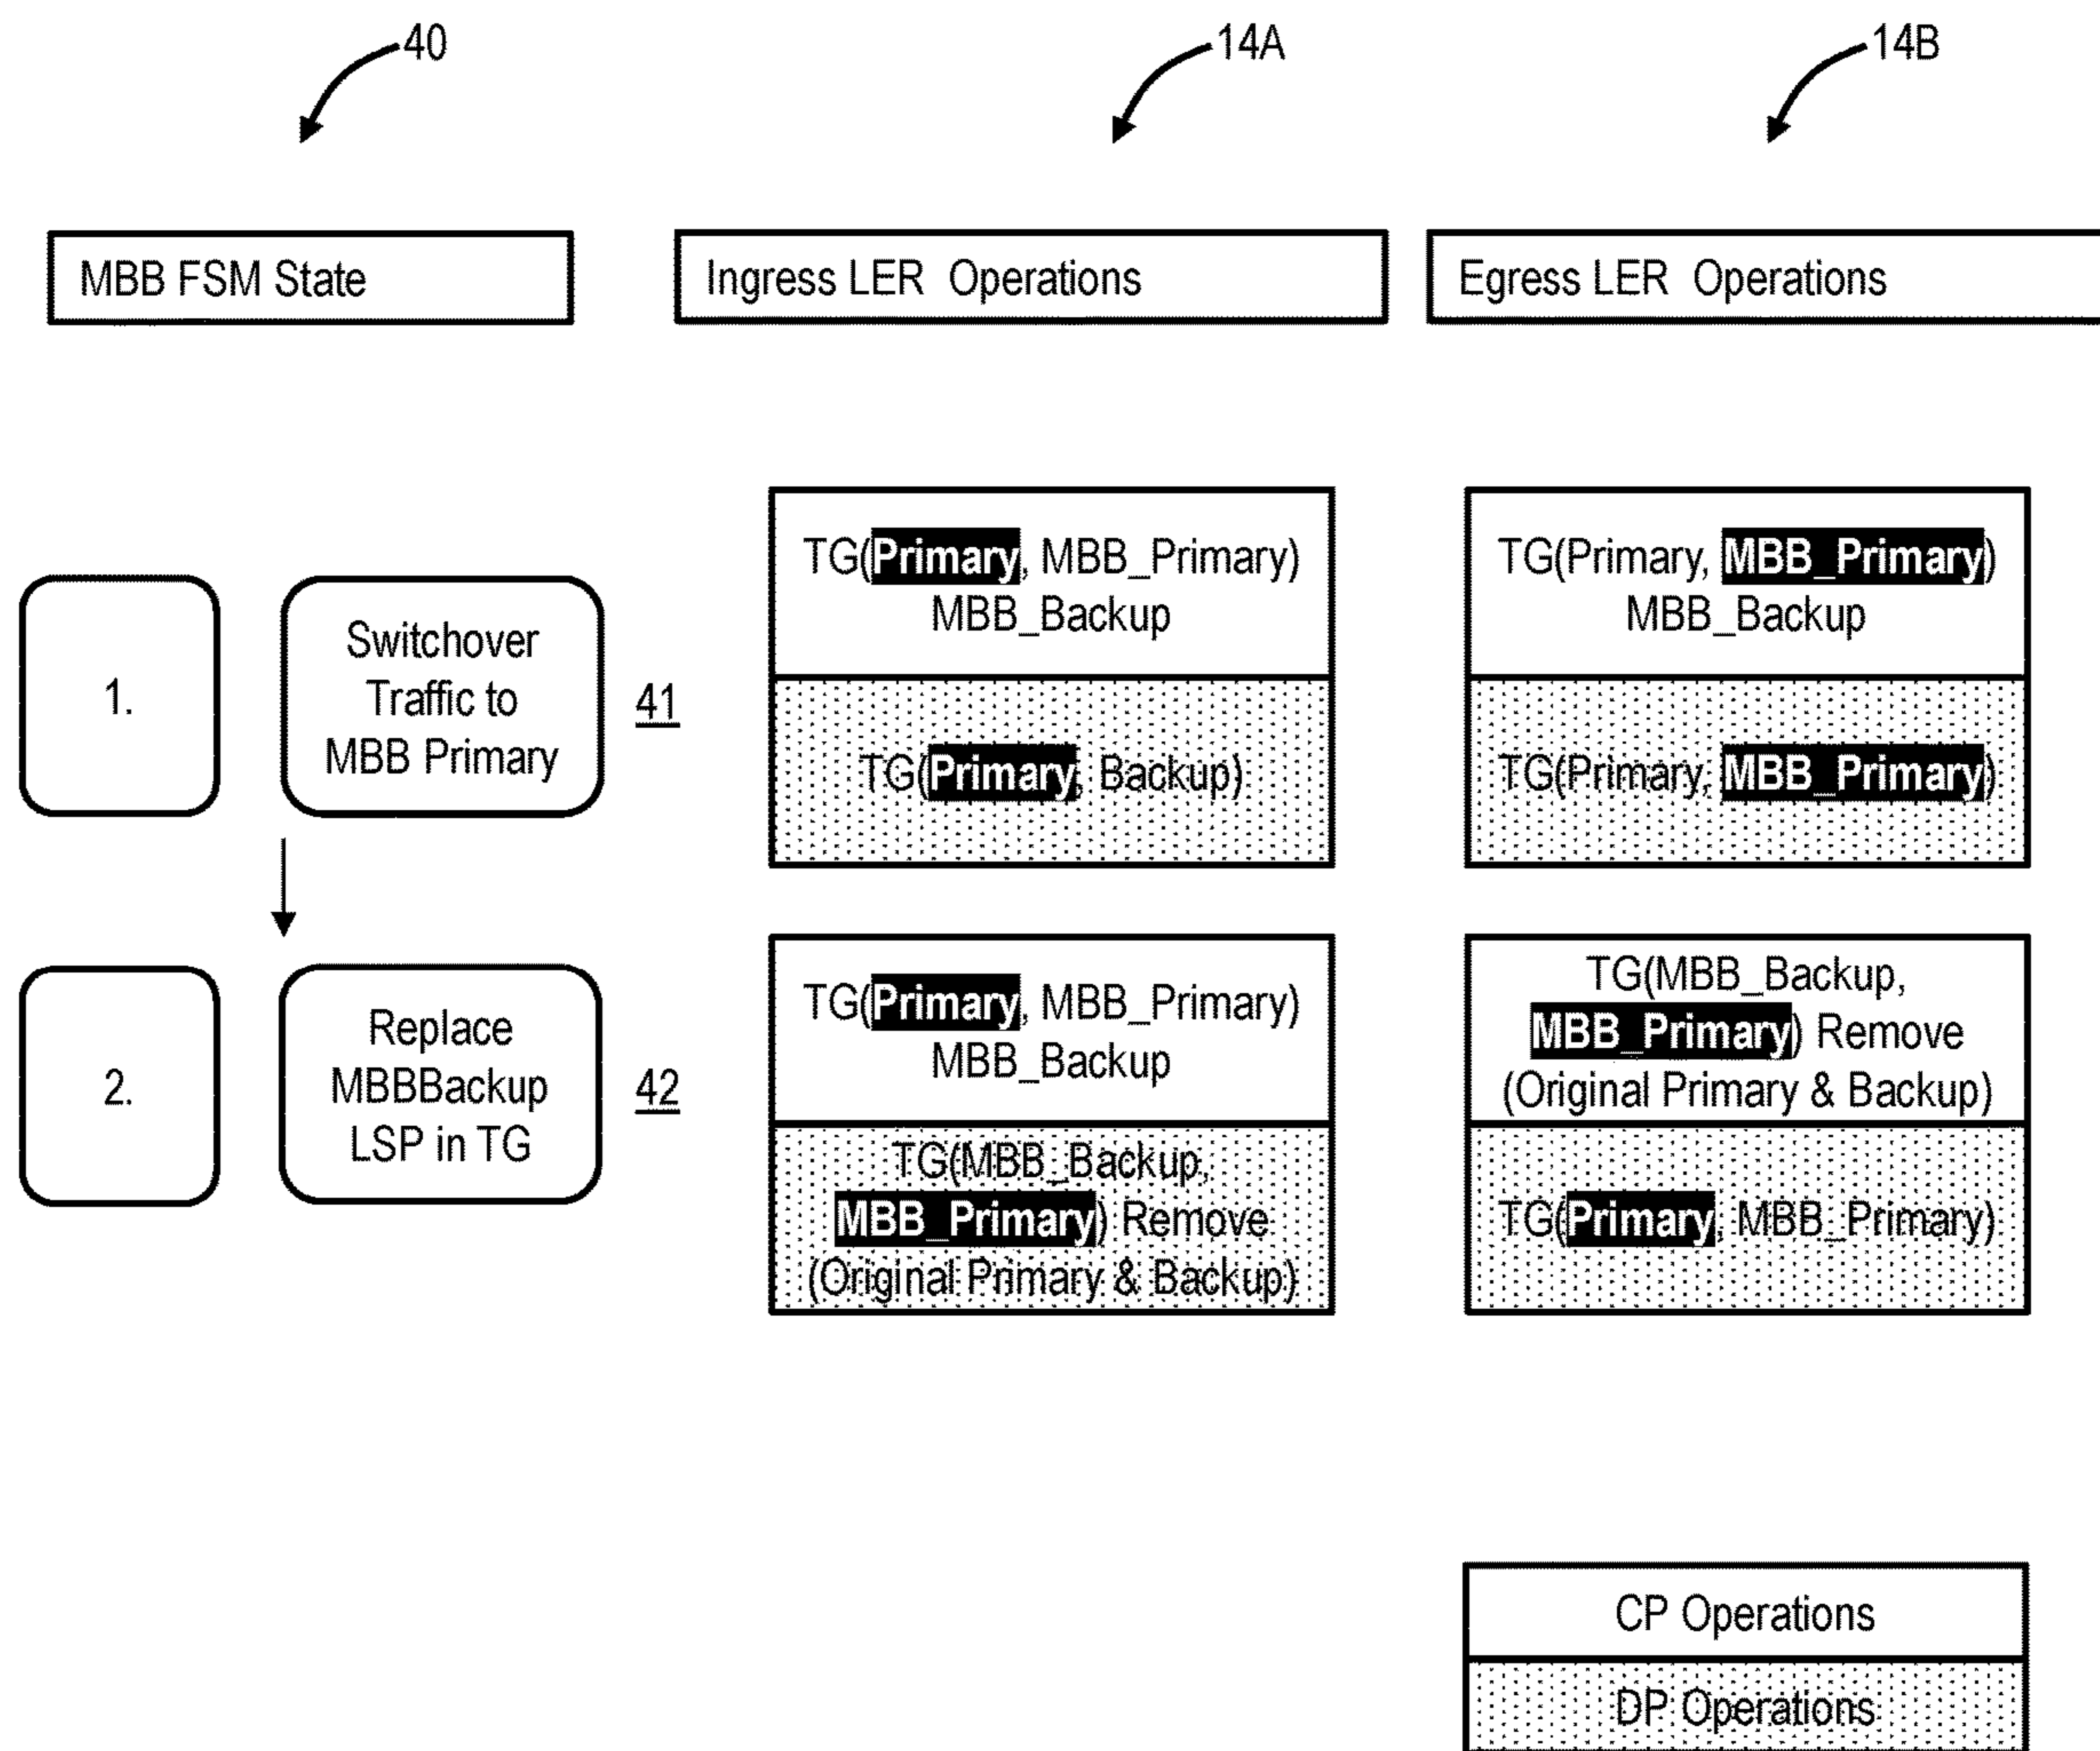 40
14A
14B
MBB FSM State
Ingress LER Operations
Egress LER Operations
1.
Switchover
Traffic to
MBB Primary
41
TG(Primary, MBB_Primary)
MBB_Backup
TG(Primary, Backup)
TG(Primary, MBB_Primary)
MBB_Backup
TG(Primary, MBB_Primary)
2.
Replace
MBBBackup
LSP in TG
42
TG(Primary, MBB_Primary)
MBB_Backup
TG(MBB_Backup,
MBB_Primary) Remove
(Original Primary & Backup)
TG(MBB_Backup,
MBB_Primary) Remove
(Original Primary & Backup)
TG(Primary, MBB_Primary)
CP Operations
DP Operations